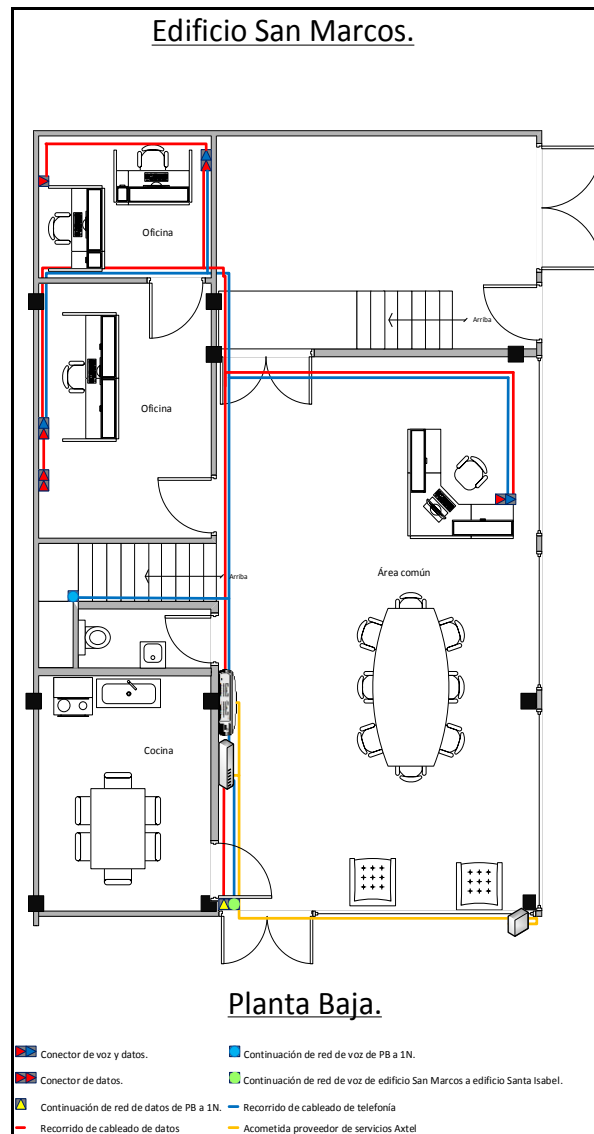 Edificio San Marcos.
Oficina
Arriba
Oficina
Área común
Arriba
Cocina
Planta Baja.
Conector de voz y datos.
Continuación de red de voz de PB a 1N.
Conector de datos.
Continuación de red de voz de edificio San Marcos a edificio Santa Isabel.
Continuación de red de datos de PB a 1N.
Recorrido de cableado de telefonía
Recorrido de cableado de datos
Acometida proveedor de servicios Axtel